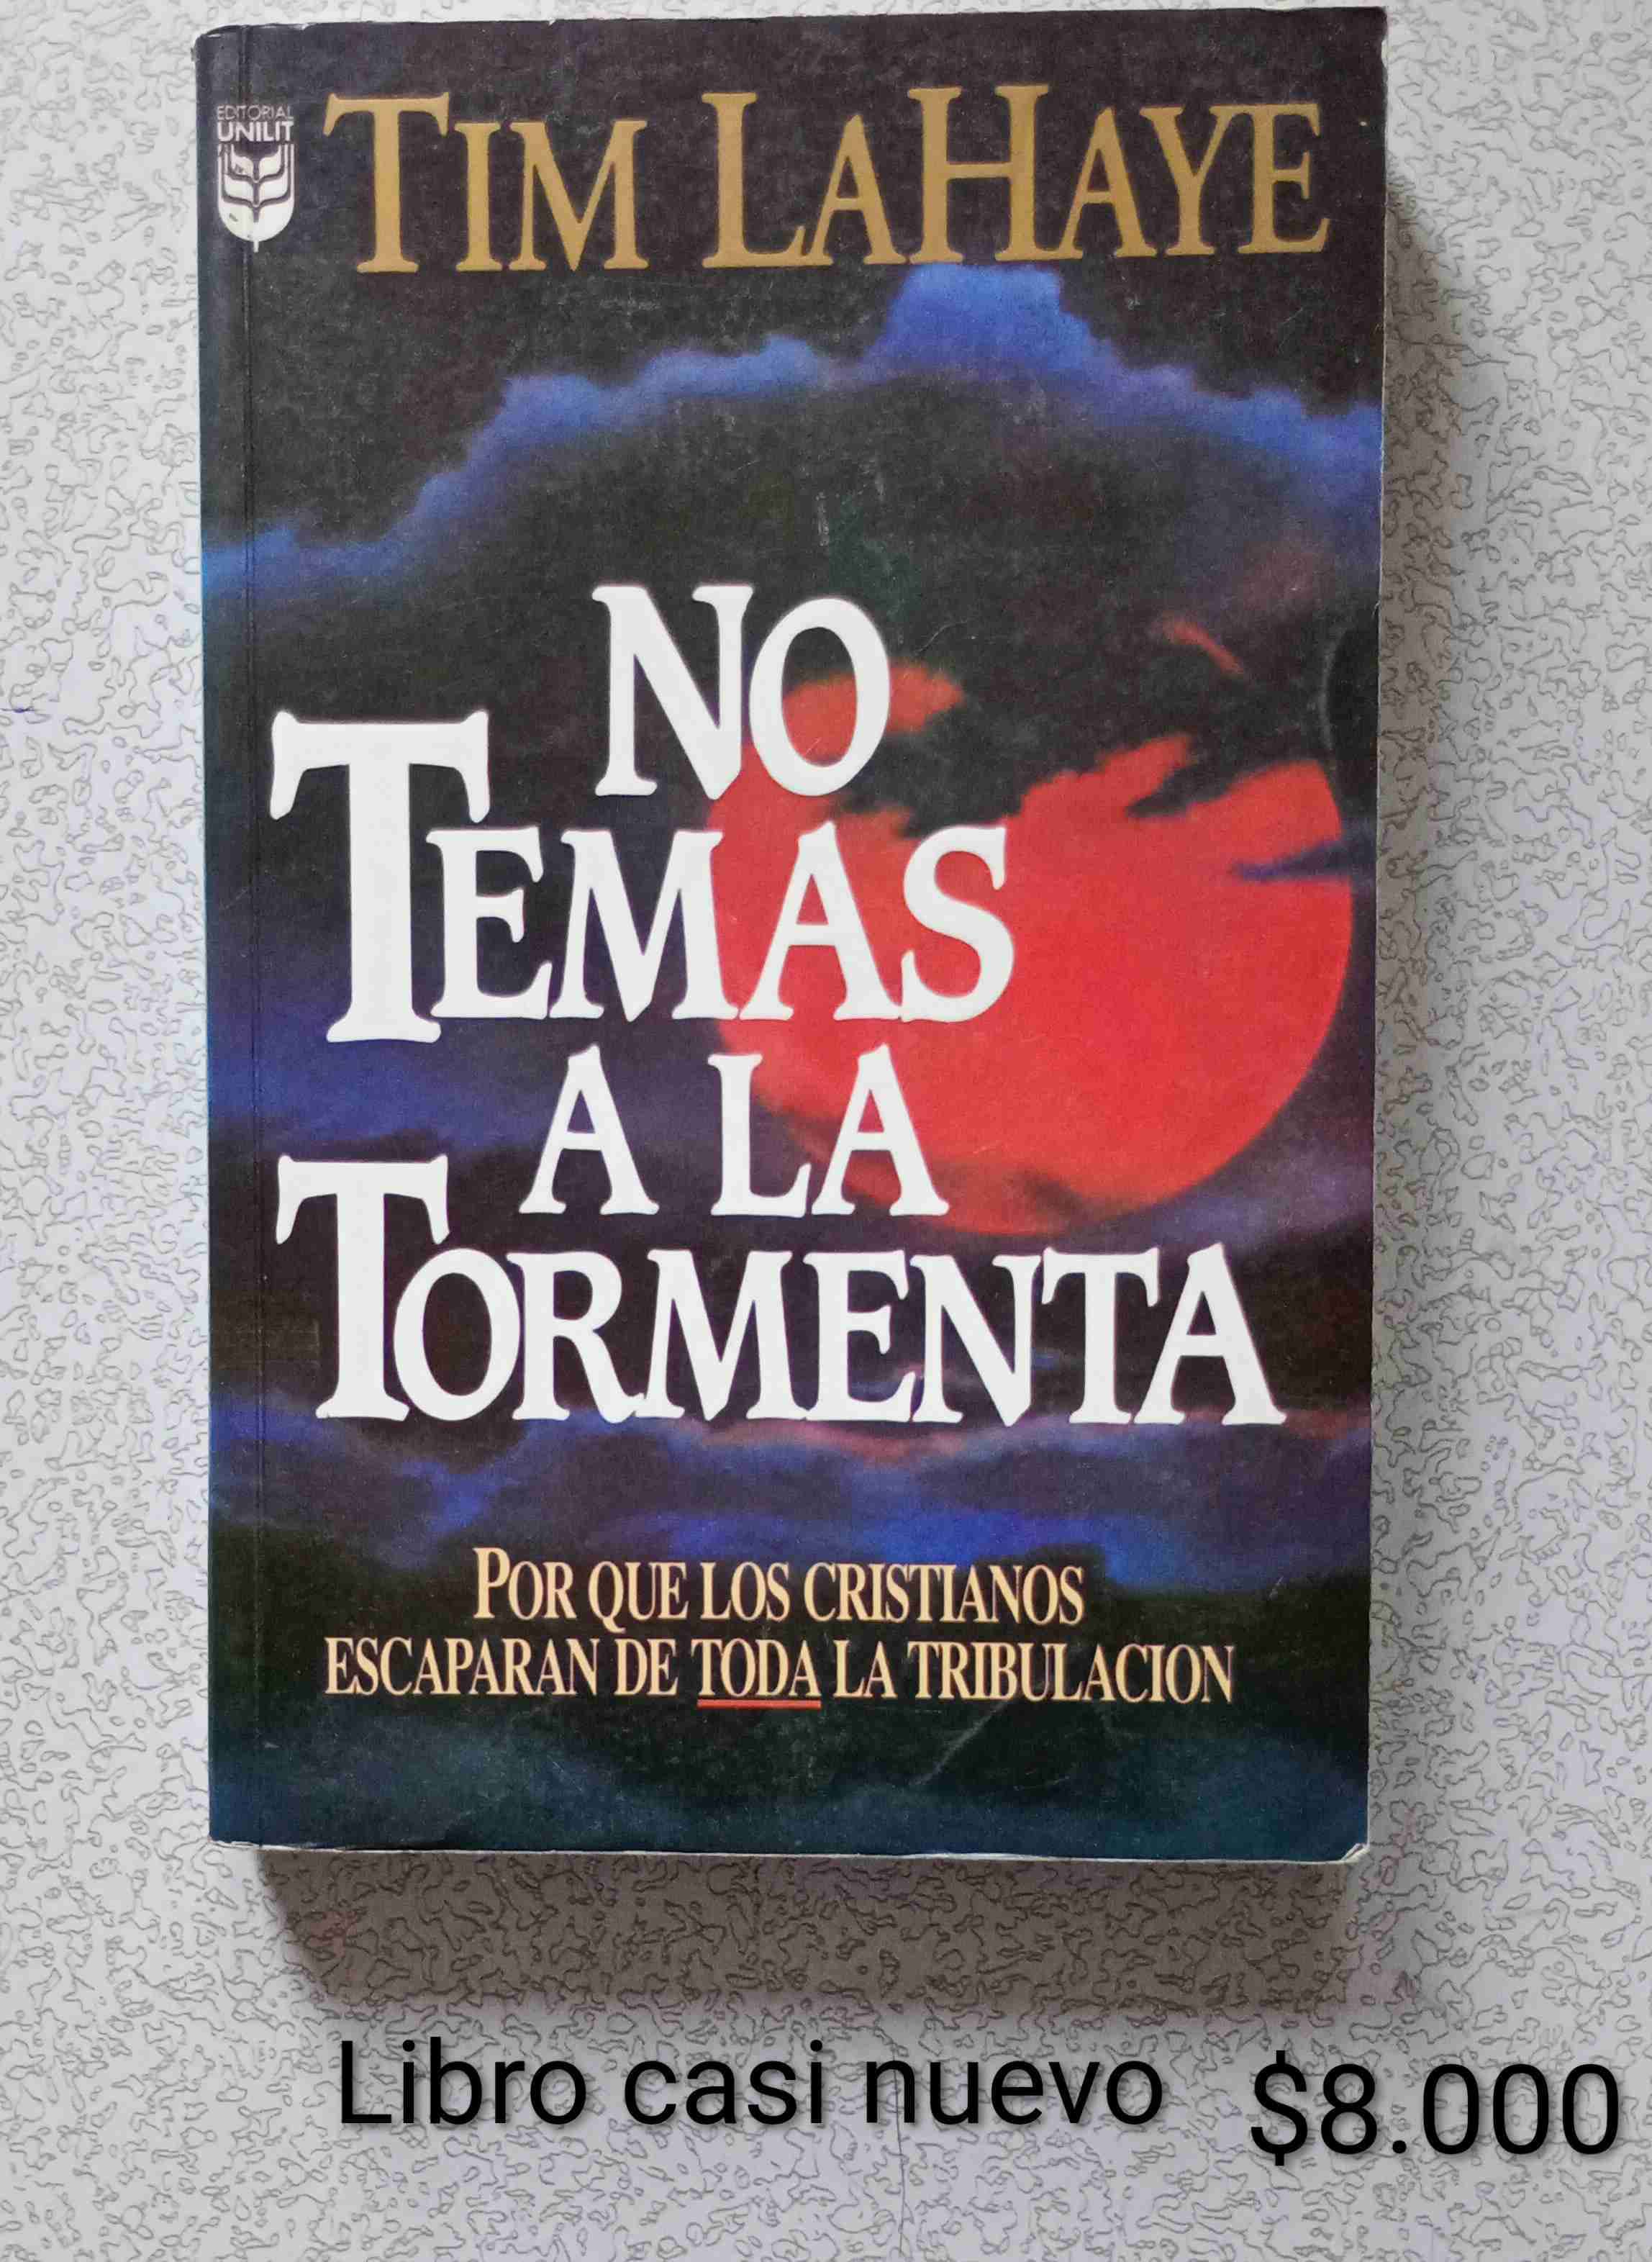 EDITORIAL
UNILIT
TIM LAHAYE
NO
TEMAS
A LA
TORMENTA
POR QUE LOS CRISTIANOS
ESCAPARAN DE TODA LA TRIBULACION
Libro casi nuevo $8.000